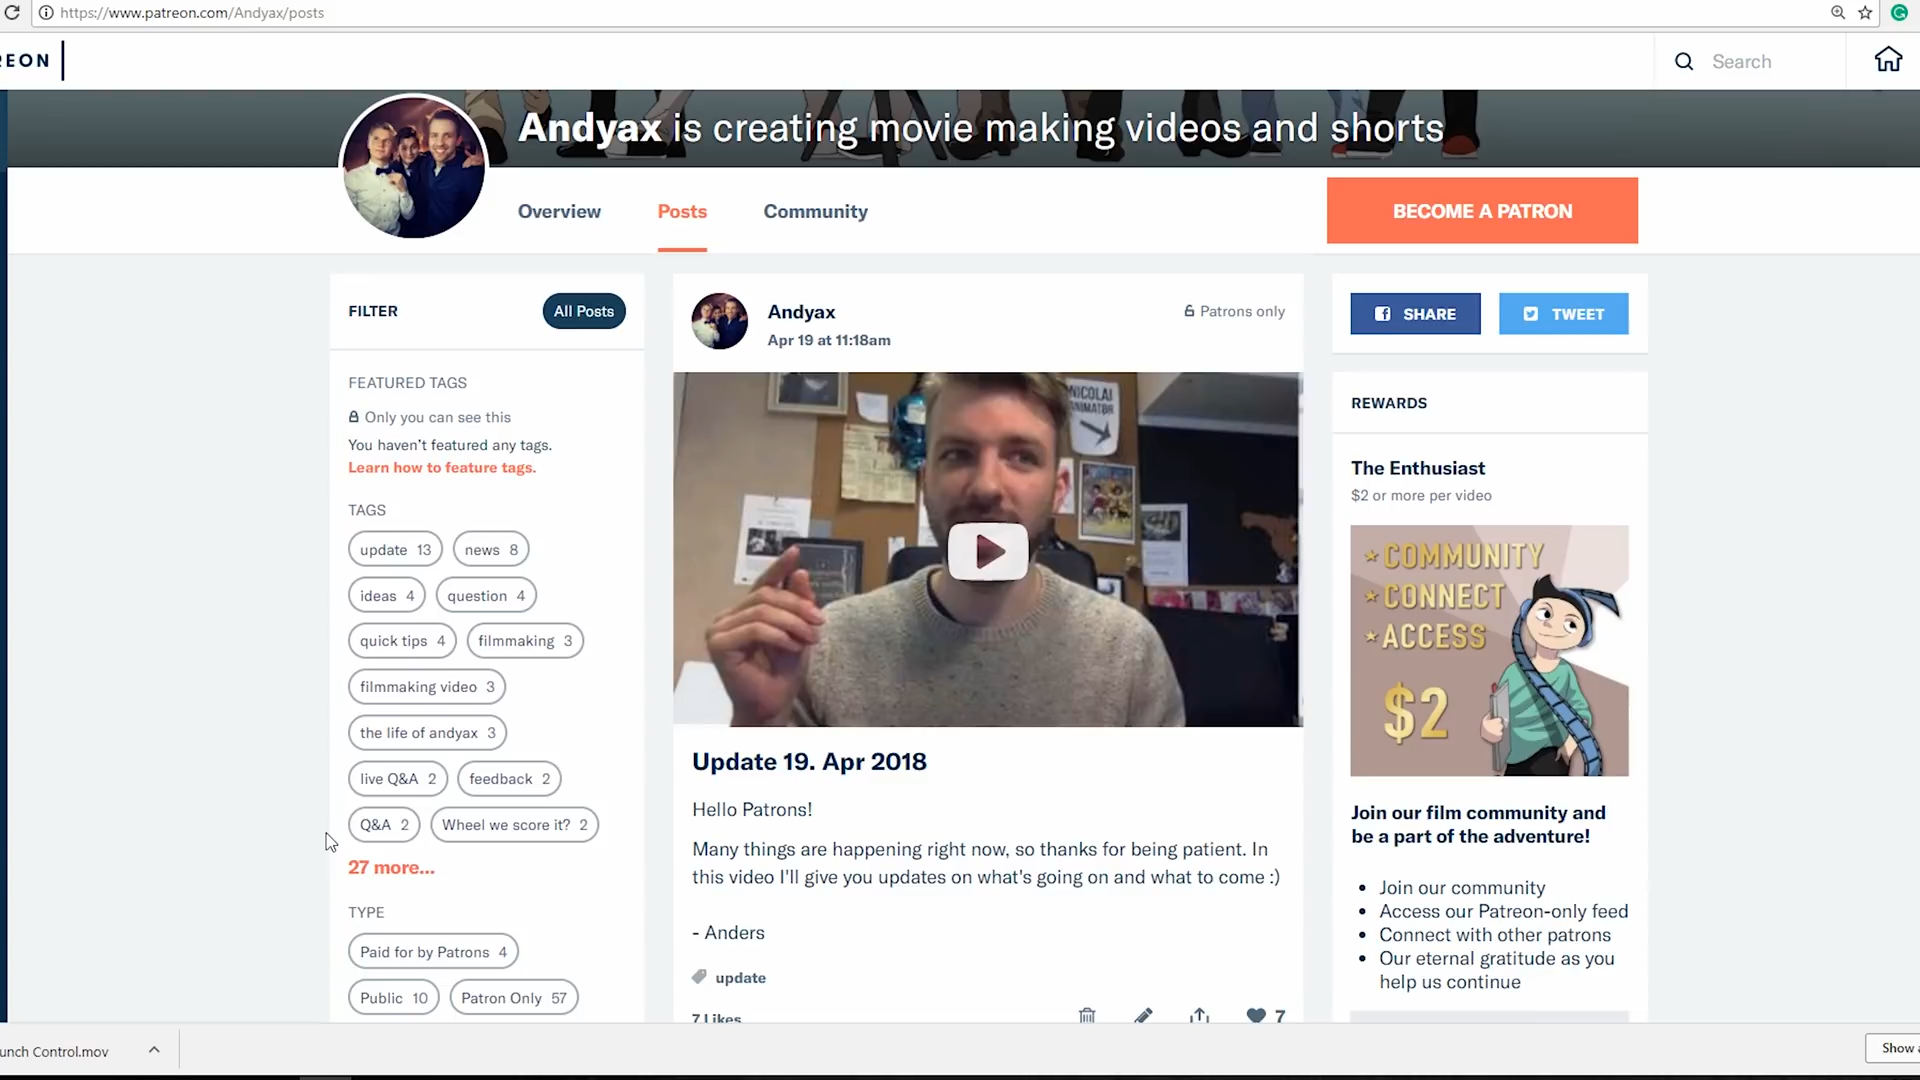 https://www.patreon.com/Andyax/posts
REON
Search
Andyax is creating movie making videos and shorts
Overview
Posts
Community
BECOME A PATRON
FILTER
All Posts
FEATURED TAGS
Only you can see this
You haven't featured any tags.
Learn how to feature tags.
TAGS
update 13
news 8
ideas 4
question 4
quick tips 4
filmmaking 3
filmmaking video 3
the life of andyax 3
live Q&A 2
feedback 2
Q&A 2
Wheel we score it? 2
27 more...
TYPE
Paid for by Patrons 4
Public 10
Patron Only 57
Andyax
Patrons only
Apr 19 at 11:18am
NICOLAI
ANIMATOR
Update 19. Apr 2018
Hello Patrons!
Many things are happening right now, so thanks for being patient. In
this video I'll give you updates on what's going on and what to come :)
- Anders
update
7 Likes
7
SHARE
TWEET
REWARDS
The Enthusiast
$2 or more per video
COMMUNITY
CONNECT
ACCESS
$2
Join our film community and
be a part of the adventure!
• Join our community
• Access our Patreon-only feed
• Connect with other patrons
• Our eternal gratitude as you
help us continue
unch Control.mov
Show a